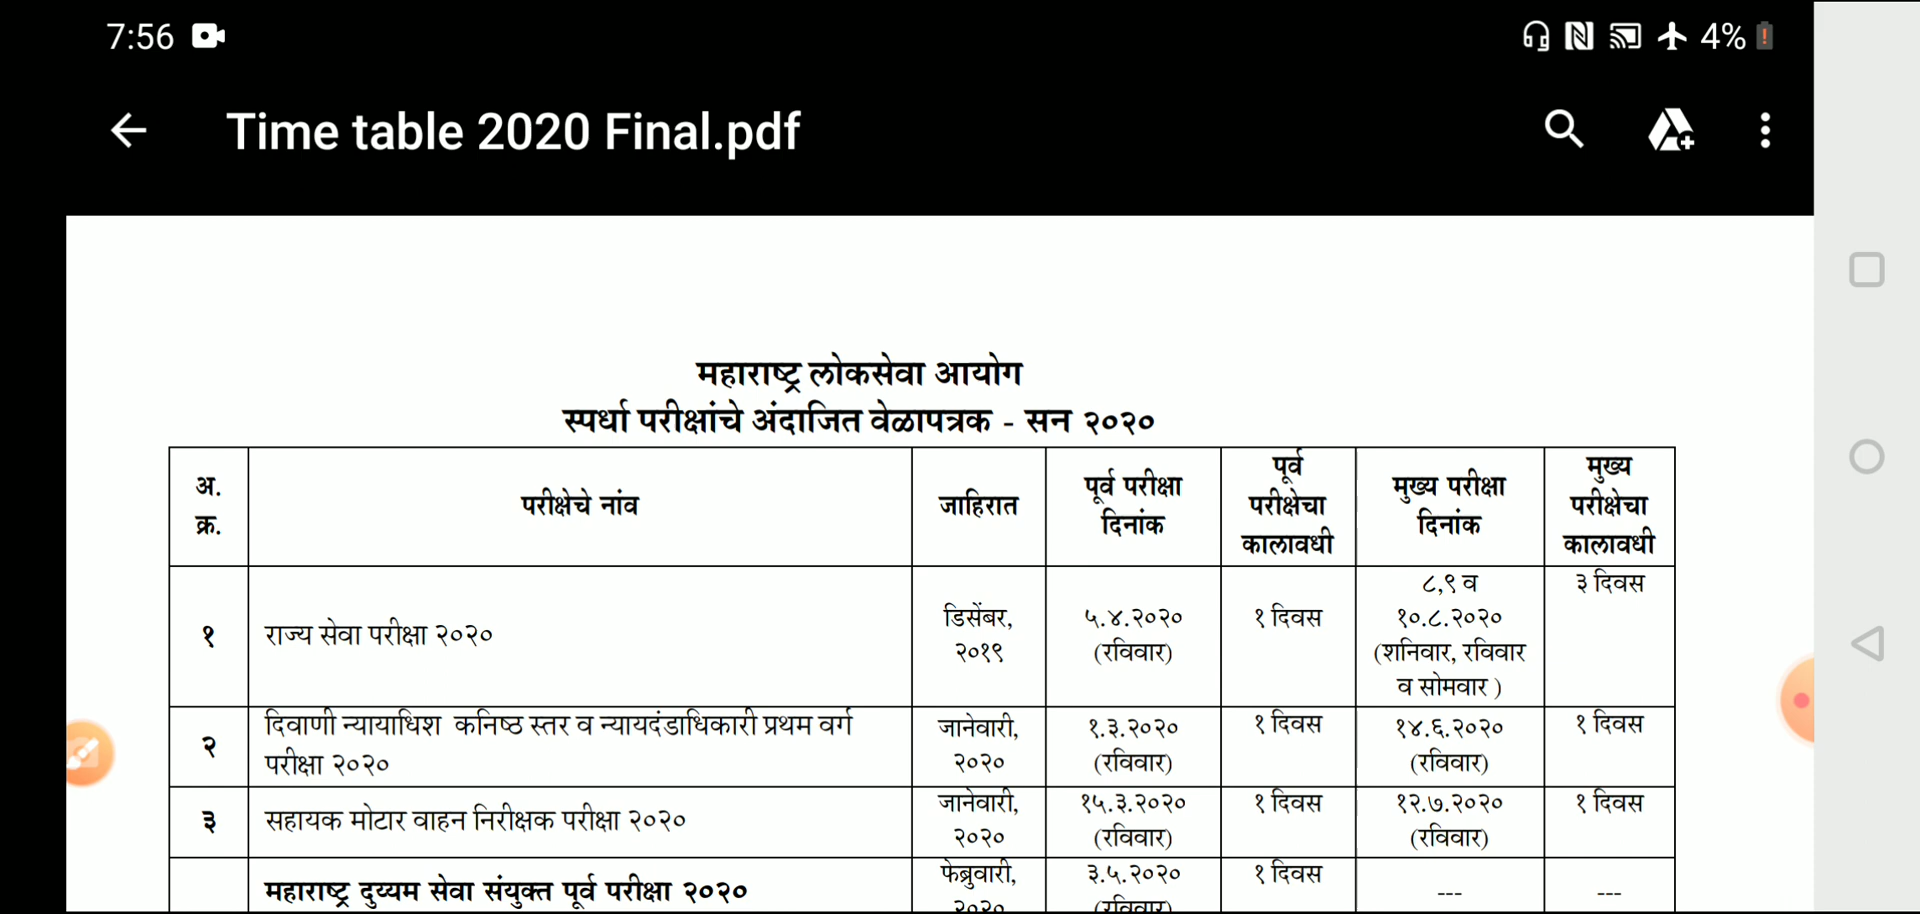 7:56
4%
Time table 2020 Final.pdf
महाराष्ट्र लोकसेवा आयोग
स्पर्धा परीक्षांचे अंदाजित वेळापत्रक - सन २०२०
अ.
क्र.
परीक्षेचे नांव
जाहिरात
पूर्व परीक्षा
दिनांक
पूर्व
परीक्षेचा
कालावधी
मुख्य परीक्षा
दिनांक
मुख्य
परीक्षेचा
कालावधी
१
राज्य सेवा परीक्षा २०२०
डिसेंबर,
२०१९
५.४.२०२०
(रविवार)
१ दिवस
८,९ व
१०.८.२०२०
(शनिवार, रविवार
व सोमवार )
३ दिवस
२
दिवाणी न्यायाधिश कनिष्ठ स्तर व न्यायदंडाधिकारी प्रथम वर्ग
परीक्षा २०२०
जानेवारी,
२०२०
१.३.२०२०
(रविवार)
१ दिवस
१४.६.२०२०
(रविवार)
१ दिवस
३
सहायक मोटार वाहन निरीक्षक परीक्षा २०२०
जानेवारी,
२०२०
१५.३.२०२०
(रविवार)
१ दिवस
१२.७.२०२०
(रविवार)
१ दिवस
महाराष्ट्र दुय्यम सेवा संयुक्त पूर्व परीक्षा २०२०
फेब्रुवारी,
२०२०
३.५.२०२०
(रविवार)
१ दिवस
---
---